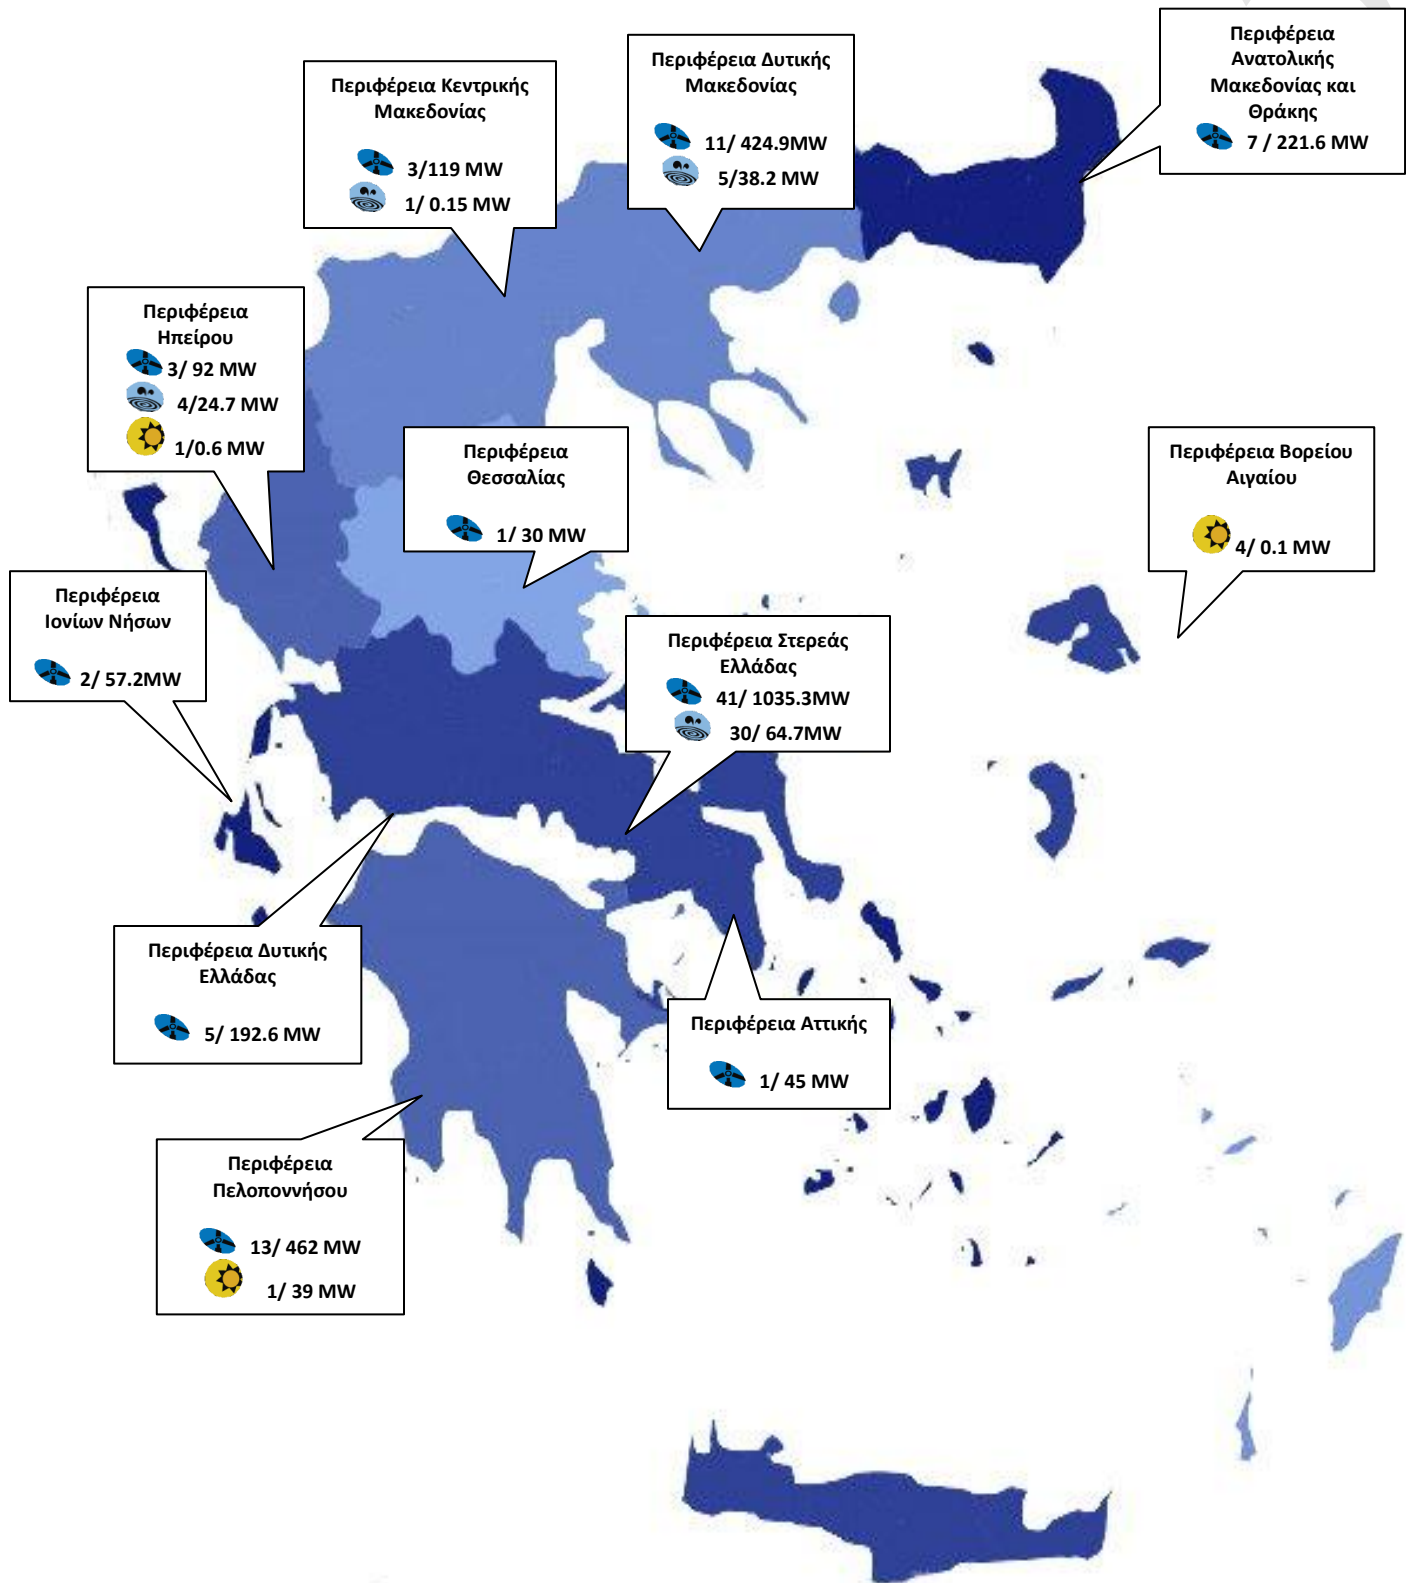 Περιφέρεια
Ανατολικής
Μακεδονίας και
Θράκης
7 / 221.6 MW
Περιφέρεια Δυτικής
Μακεδονίας
11/ 424.9MW
5/38.2 MW
Περιφέρεια Κεντρικής
Μακεδονίας
3/119 MW
1/ 0.15 MW
Περιφέρεια
Ηπείρου
3/ 92 MW
4/24.7 MW
1/0.6 MW
Περιφέρεια
Θεσσαλίας
1/ 30 MW
Περιφέρεια Βορείου
Αιγαίου
4/ 0.1 MW
Περιφέρεια
Ιονίων Νήσων
2/ 57.2MW
Περιφέρεια Στερεάς
Ελλάδας
41/ 1035.3MW
30/ 64.7MW
Περιφέρεια Δυτικής
Ελλάδας
5/ 192.6 MW
Περιφέρεια Αττικής
1/ 45 MW
Περιφέρεια
Πελοποννήσου
13/ 462 MW
1/ 39 MW